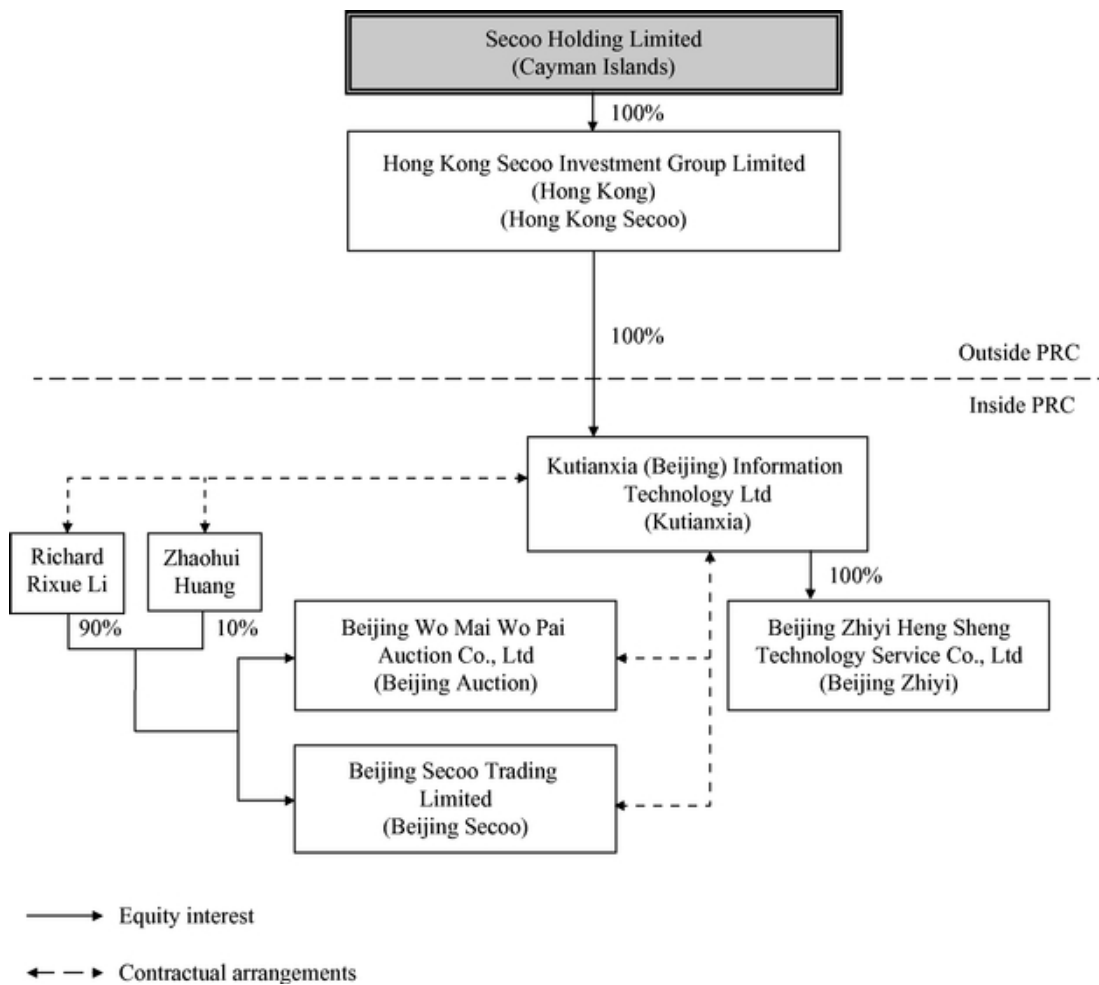 Secoo Holding Limited
(Cayman Islands)
100%
Hong Kong Secoo Investment Group Limited
(Hong Kong)
(Hong Kong Secoo)
100%
Outside PRC
Inside PRC
Kutianxia (Beijing) Information
Technology Ltd
(Kutianxia)
Richard
Rixue Li
Zhaohui
Huang
100%
90%
10%
Beijing Wo Mai Wo Pai
Auction Co., Ltd
(Beijing Auction)
Beijing Zhiyi Heng Sheng
Technology Service Co., Ltd
(Beijing Zhiyi)
Beijing Secoo Trading
Limited
(Beijing Secoo)
Equity interest
Contractual arrangements